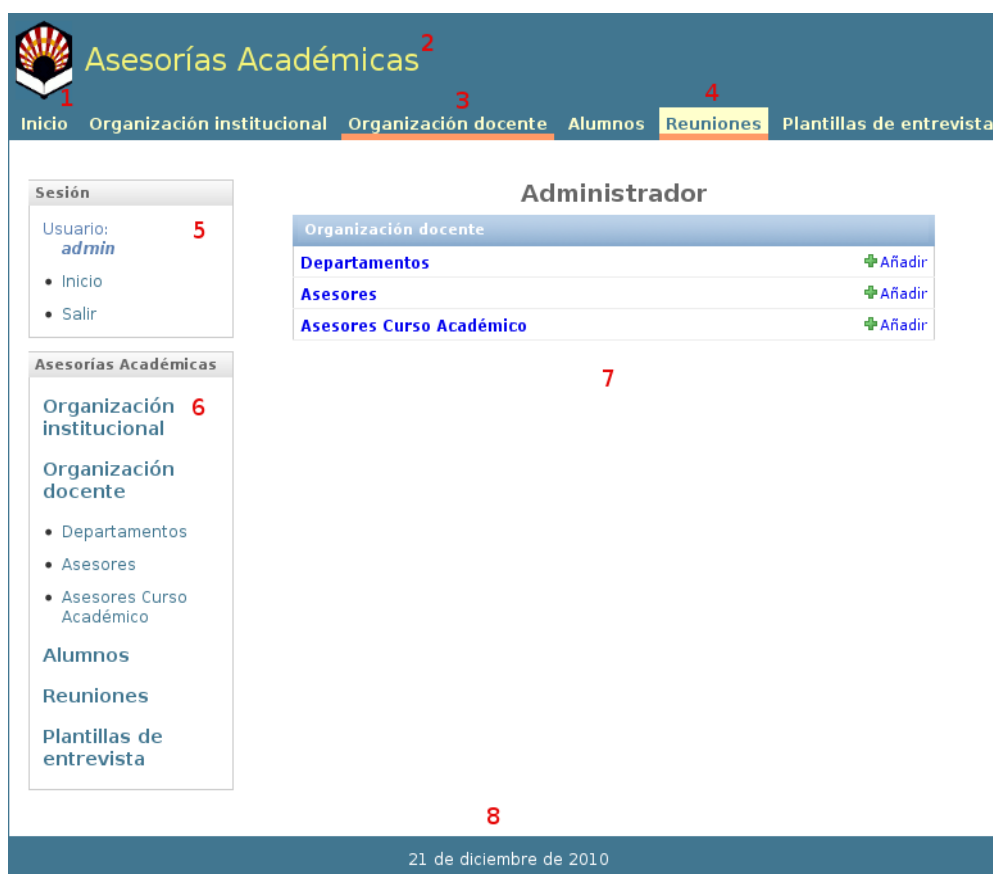 Asesorías Académicas 2
1 3 4
Inicio Organización institucional Organización docente Alumnos Reuniones Plantillas de entrevista
Sesión
Usuario: 5
admin
• Inicio
• Salir
Asesorías Académicas
Organización 6
institucional
Organización
docente
• Departamentos
• Asesores
• Asesores Curso
Académico
Alumnos
Reuniones
Plantillas de
entrevista
Administrador
Organización docente
Departamentos Añadir
Asesores Añadir
Asesores Curso Académico Añadir
7
8
21 de diciembre de 2010